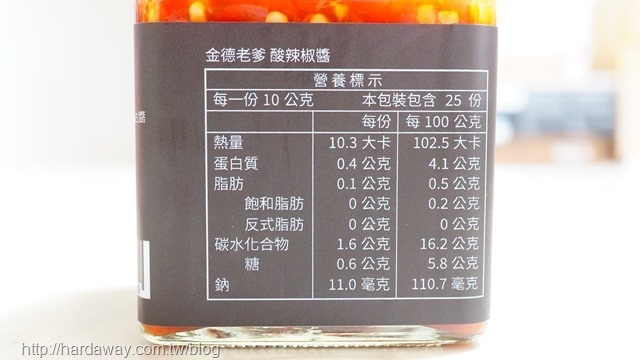 金德老爹 酸辣椒醬
營養標示
每一份 10 公克 本包裝包含 25 份
每份 每 100 公克
熱量 10.3 大卡 102.5 大卡
蛋白質 0.4 公克 4.1 公克
脂肪 0.1 公克 0.5 公克
飽和脂肪 0 公克 0.2 公克
反式脂肪 0 公克 0 公克
碳水化合物 1.6 公克 16.2 公克
糖 0.6 公克 5.8 公克
鈉 11.0 毫克 110.7 毫克
醬
http://hardaway.com.tw/blog